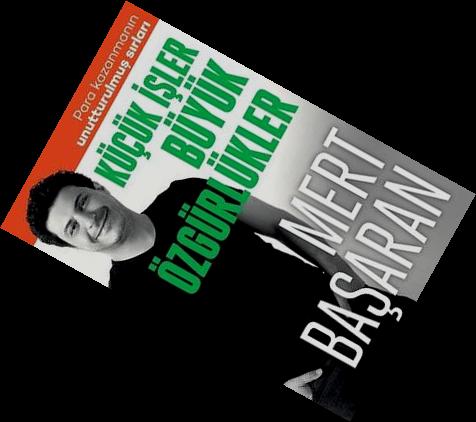 Para kazanmanın
unutturulmuş sırları
KÜÇÜK İŞLER
BÜYÜK
ÖZGÜRLÜKLER
MERT
BAŞARAN